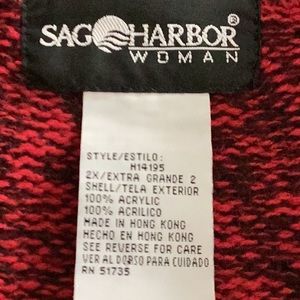 SAG HARBOR®
WOMAN
STYLE/ESTILO:
H14195
2X/EXTRA GRANDE 2
SHELL/TELA EXTERIOR
100% ACRYLIC
100% ACRILICO
MADE IN HONG KONG
HECHO EN HONG KONG
SEE REVERSE FOR CARE
VER AL DORSO PARA CUIDADO
RN 51735